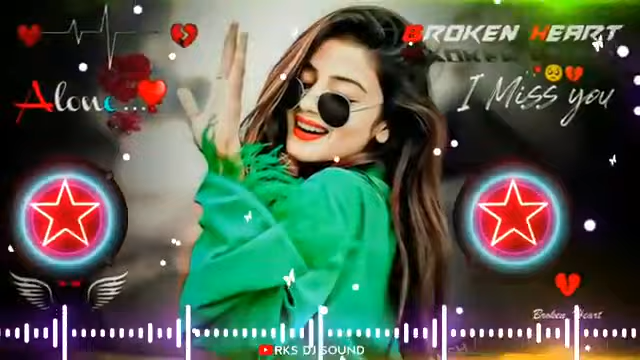 BROKEN HEART
Alone...
I Miss you
Broken Heart
RKS DJ SOUND